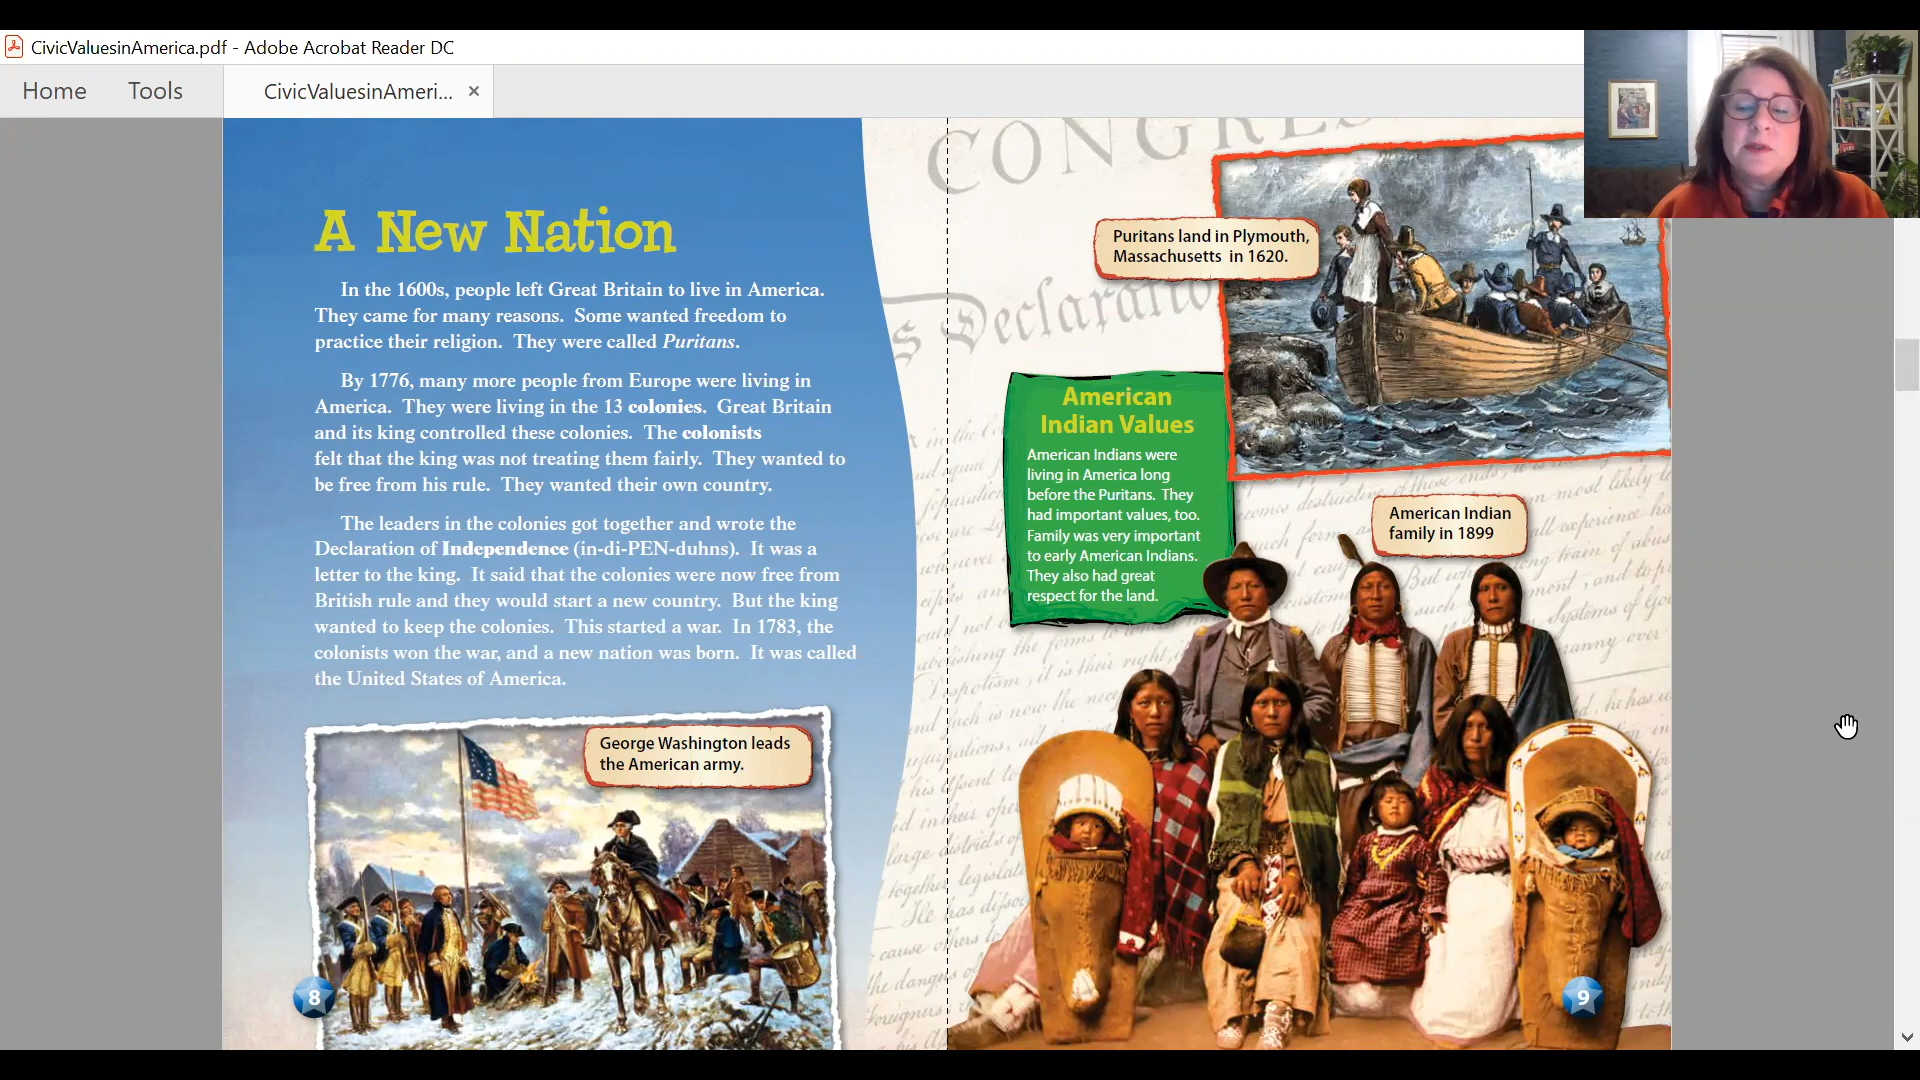 CivicValuesinAmerica.pdf - Adobe Acrobat Reader DC
Home Tools CivicValuesinAmeri... ×
A New Nation
In the 1600s, people left Great Britain to live in America.
They came for many reasons. Some wanted freedom to
practice their religion. They were called Puritans.
By 1776, many more people from Europe were living in
America. They were living in the 13 colonies. Great Britain
and its king controlled these colonies. The colonists
felt that the king was not treating them fairly. They wanted to
be free from his rule. They wanted their own country.
The leaders in the colonies got together and wrote the
Declaration of Independence (in-di-PEN-duhns). It was a
letter to the king. It said that the colonies were now free from
British rule and they would start a new country. But the king
wanted to keep the colonies. This started a war. In 1783, the
colonists won the war, and a new nation was born. It was called
the United States of America.
George Washington leads
the American army.
8
CONGRES
Declaration
Puritans land in Plymouth,
Massachusetts in 1620.
American
Indian Values
American Indians were
living in America long
before the Puritans. They
had important values, too.
Family was very important
to early American Indians.
They also had great
respect for the land.
American Indian
family in 1899
9